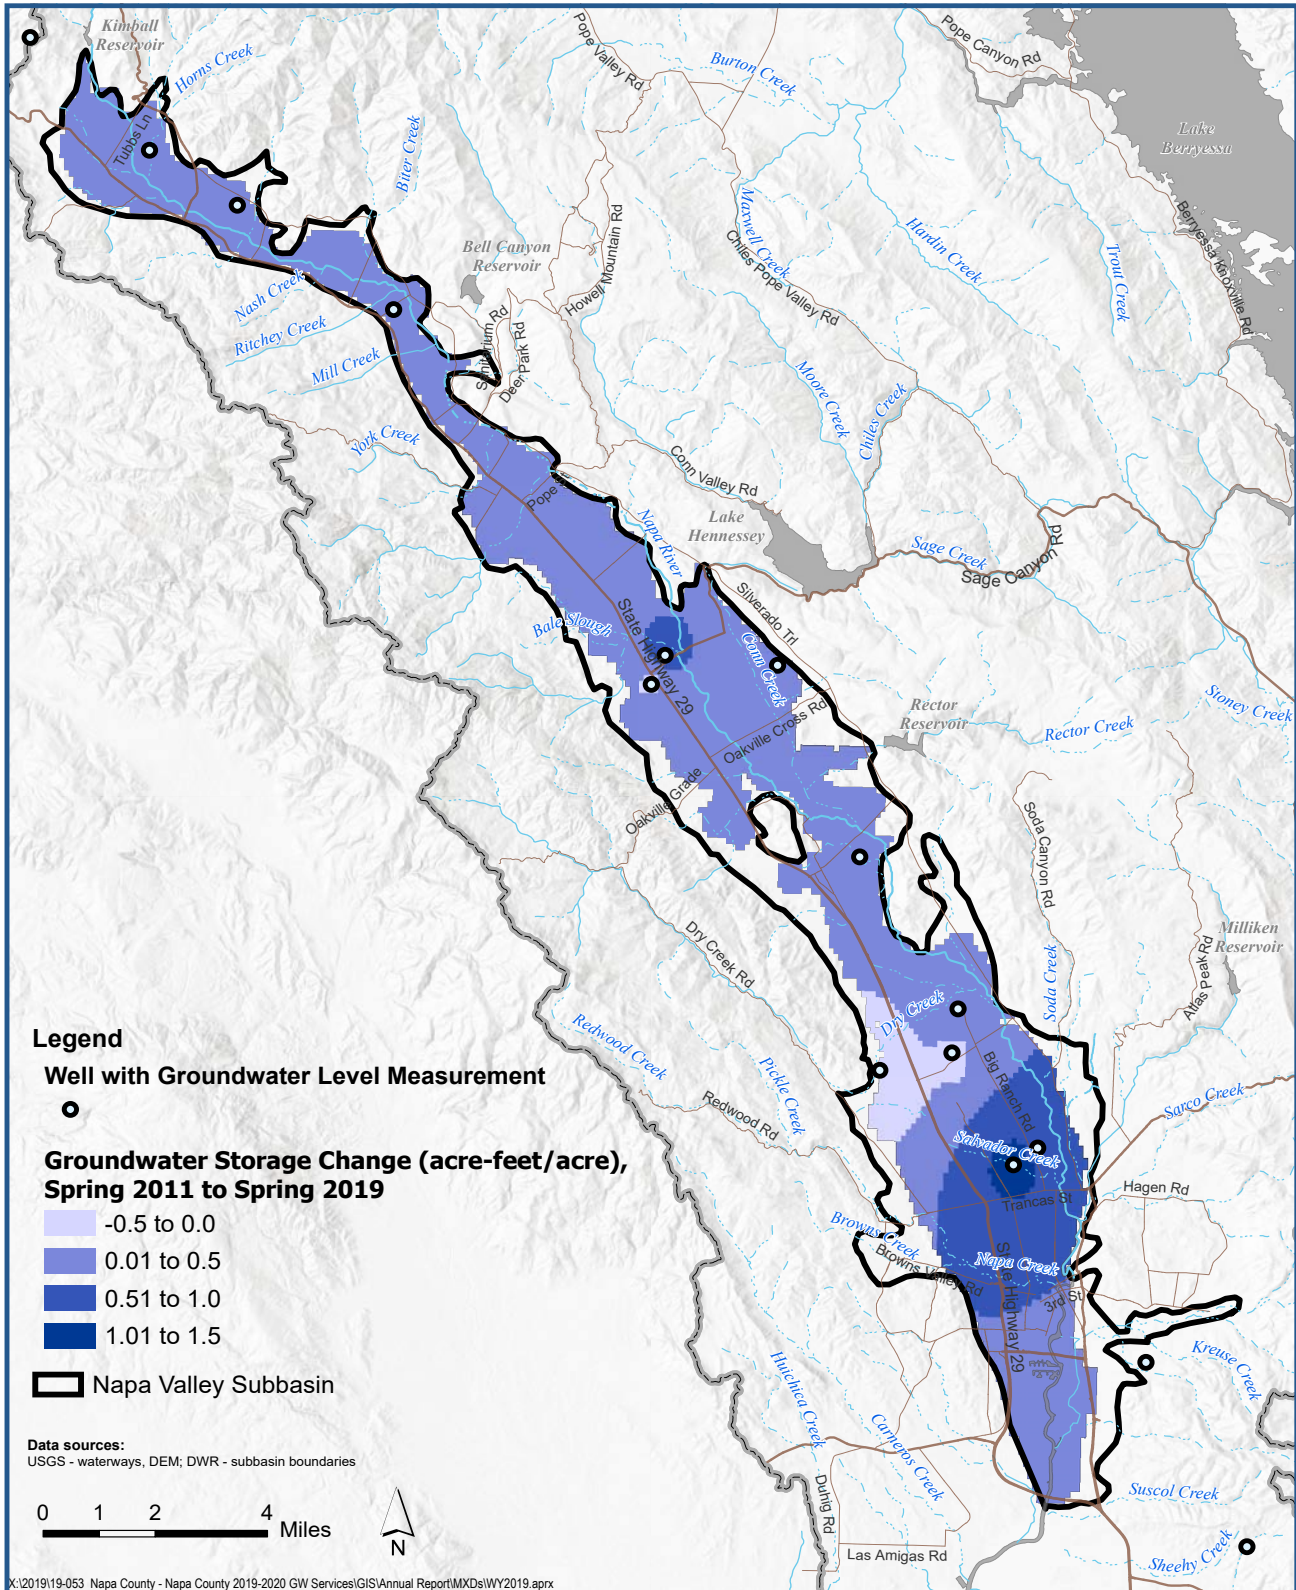 Kimball
Reservoir
Horns Creek
Pope Valley Rd
Burton Creek
Pope Canyon Rd
Lake
Berryessa
Tubbs Ln
Biter Creek
Bell Canyon
Reservoir
Howell Mountain Rd
Maxwell Creek
Chiles Pope Valley Rd
Hardin Creek
Trout Creek
Berryessa Knoxville Rd
Nash Creek
Ritchey Creek
Mill Creek
Sanitarium Rd
Deer Park Rd
Moore Creek
Chiles Creek
York Creek
Pope
Conn Valley Rd
Napa River
Lake
Hennessey
Sage Creek
Sage Canyon Rd
Silverado Trl
Bale Slough
State Highway 29
Conn Creek
Stoney Creek
Rector
Reservoir
Rector Creek
Oakville Cross Rd
Oakville Grade
Soda Canyon Rd
Milliken
Reservoir
Atlas Peak Rd
Dry Creek Rd
Soda Creek
Dry Creek
Redwood Creek
Pickle Creek
Big Ranch Rd
Redwood Rd
Sarco Creek
Salvador Creek
Trancas St
Hagen Rd
Browns Creek
Browns Valley Rd
Napa Creek
State Highway 29
3rd St
Kreuse Creek
Huichica Creek
Carneros Creek
Duhig Rd
Suscol Creek
Las Amigas Rd
Sheehy Creek
Legend
Well with Groundwater Level Measurement
Groundwater Storage Change (acre-feet/acre),
Spring 2011 to Spring 2019
-0.5 to 0.0
0.01 to 0.5
0.51 to 1.0
1.01 to 1.5
Napa Valley Subbasin
Data sources:
USGS - waterways, DEM; DWR - subbasin boundaries
0 1 2 4
Miles
N
X:\2019\19-053 Napa County - Napa County 2019-2020 GW Services\GIS\Annual Report\MXDs\WY2019.aprx